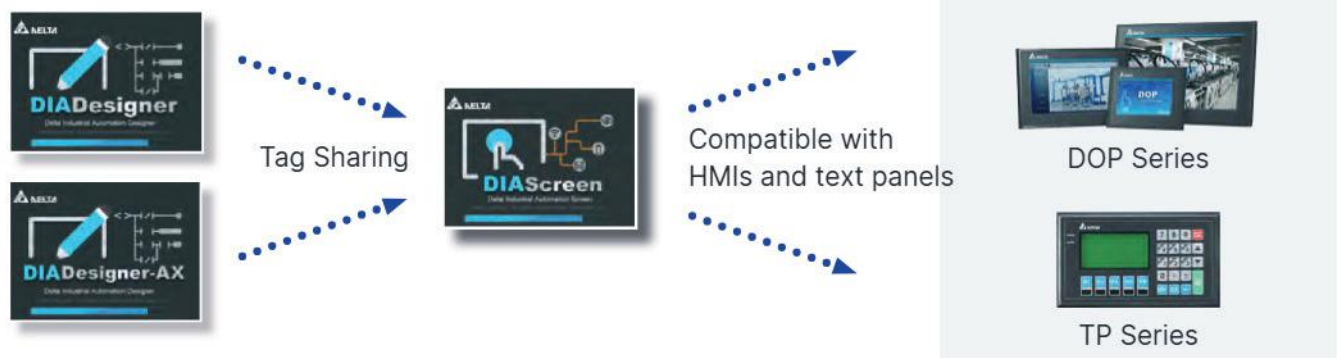 DELTA
DIADesigner
Delta Industrial Automation Designer
DELTA
DIADesigner-AX
Delta Industrial Automation Designer
Tag Sharing
DELTA
DIAScreen
Delta Industrial Automation Screen
Compatible with
HMIs and text panels
DOP
DOP Series
TP Series